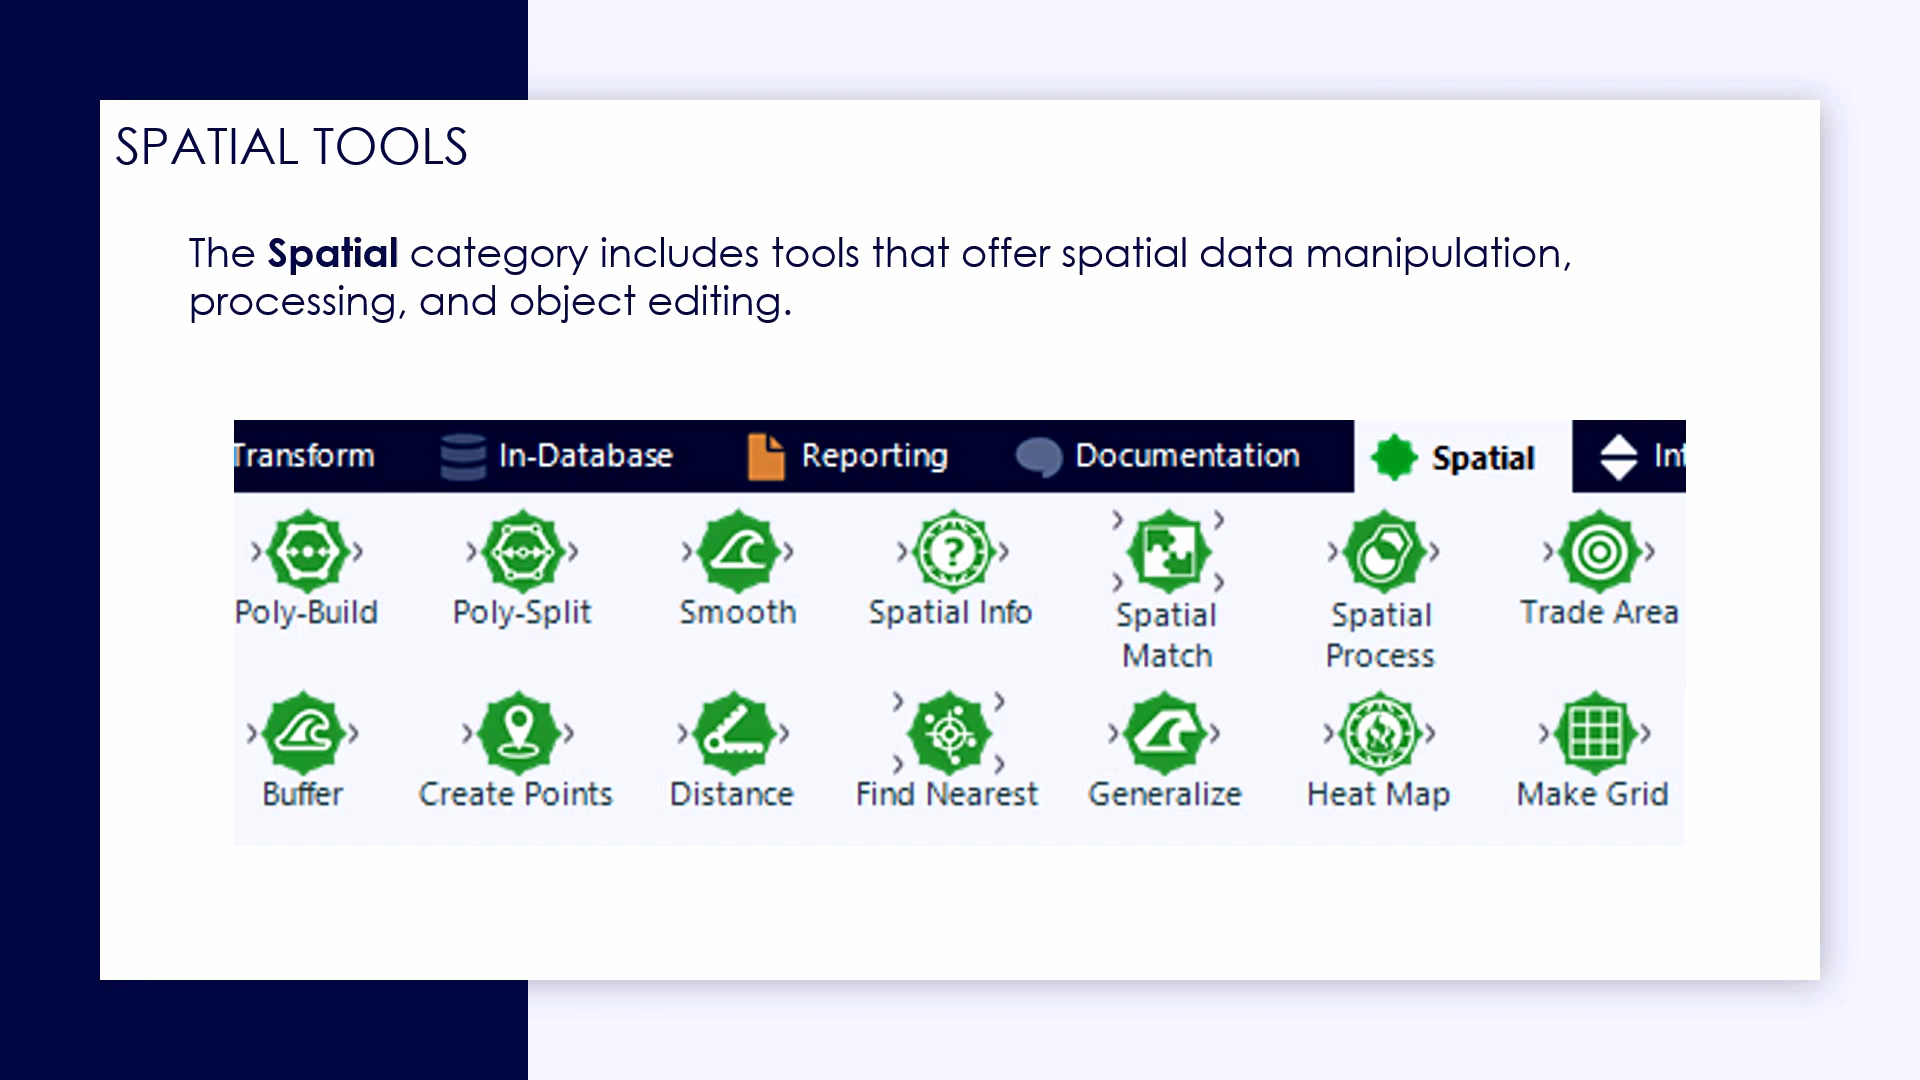 SPATIAL TOOLS
The Spatial category includes tools that offer spatial data manipulation,
processing, and object editing.
Transform In-Database Reporting Documentation Spatial
Poly-Build Poly-Split Smooth Spatial Info Spatial Match Spatial Process Trade Area
Buffer Create Points Distance Find Nearest Generalize Heat Map Make Grid